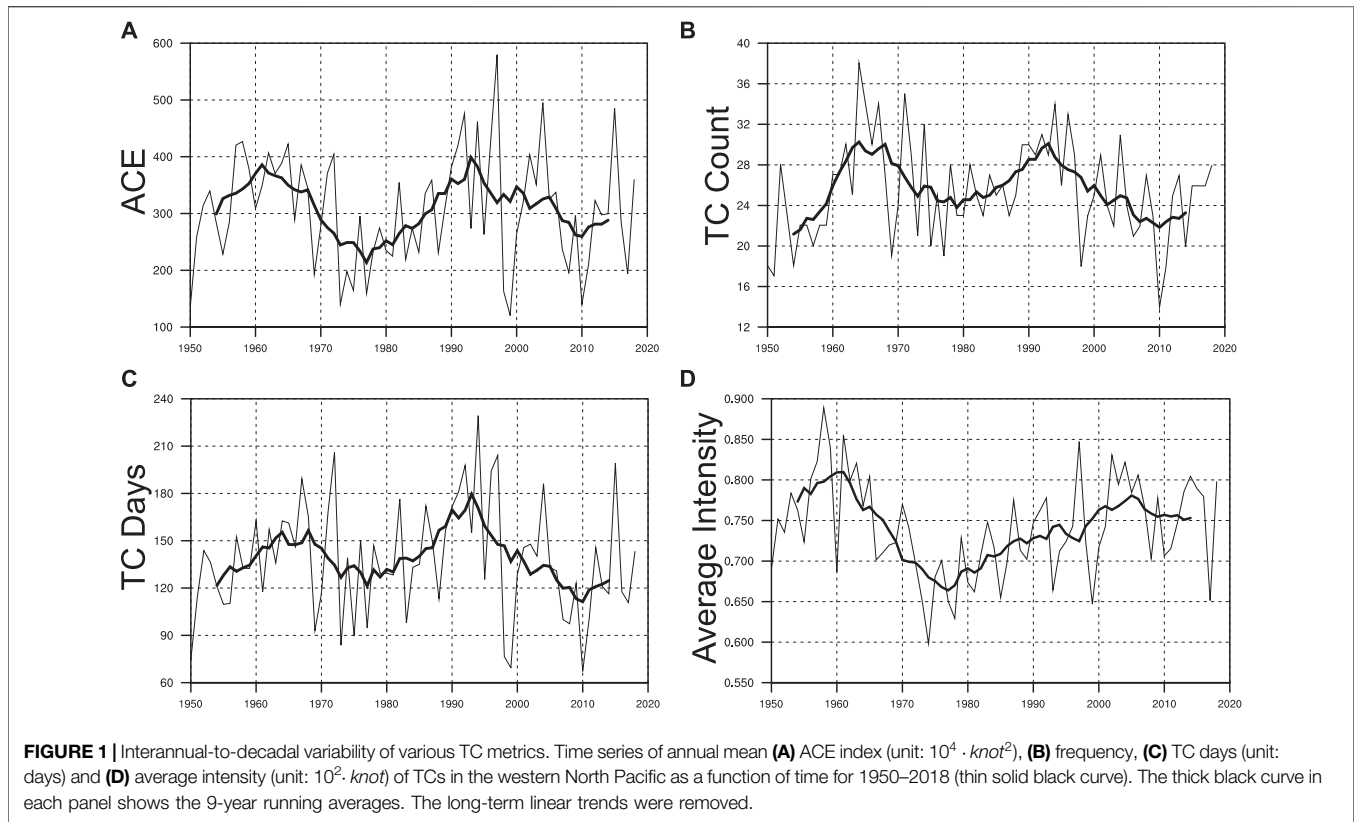 A
600
500
400
300
200
100
ACE
1950 1960 1970 1980 1990 2000 2010 2020
B
40
36
32
28
24
20
16
12
TC Count
1950 1960 1970 1980 1990 2000 2010 2020
C
240
210
180
150
120
90
60
TC Days
1950 1960 1970 1980 1990 2000 2010 2020
D
0.900
0.850
0.800
0.750
0.700
0.650
0.600
0.550
Average Intensity
1950 1960 1970 1980 1990 2000 2010 2020
FIGURE 1 | Interannual-to-decadal variability of various TC metrics. Time series of annual mean (A) ACE index (unit: 10⁴ · knot²), (B) frequency, (C) TC days (unit:
days) and (D) average intensity (unit: 10²· knot) of TCs in the western North Pacific as a function of time for 1950–2018 (thin solid black curve). The thick black curve in
each panel shows the 9-year running averages. The long-term linear trends were removed.